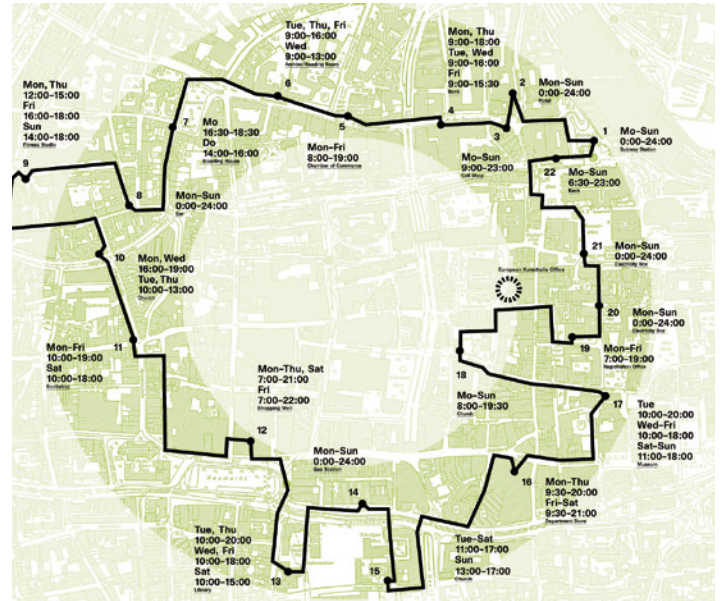 Tue, Thu, Fri
9:00–16:00
Wed
9:00–13:00
6
Mon, Thu
9:00–18:00
Tue, Wed
9:00–16:00
Fri
9:00–15:30
Bank
4
2
Mon–Sun
0:00–24:00
Hotel
3
1
Mo–Sun
0:00–24:00
Subway Station
Mon, Thu
12:00–15:00
Fri
16:00–18:00
Sun
14:00–18:00
Fitness Studio
9
7
Mo
16:30–18:30
Do
14:00–16:00
Boarding House
5
Mon–Fri
8:00–19:00
Chamber of Commerce
Mo–Sun
9:00–23:00
Call Shop
22
Mo–Sun
6:30–23:00
Bank
8
Mon–Sun
0:00–24:00
Bar
10
Mon, Wed
16:00–19:00
Tue, Thu
10:00–13:00
Church
21
Mon–Sun
0:00–24:00
Electricity Box
European Kunsthalle Office
20
Mon–Sun
0:00–24:00
Electricity Box
19
Mon–Fri
7:00–19:00
Registration Office
Mon–Fri
10:00–19:00
Sat
10:00–18:00
Bookshop
11
Mon–Thu, Sat
7:00–21:00
Fri
7:00–22:00
Shopping Mall
12
18
Mo–Sun
8:00–19:30
Church
17
Tue
10:00–20:00
Wed–Fri
10:00–18:00
Sat–Sun
11:00–18:00
Museum
Mon–Sun
0:00–24:00
Gas Station
14
16
Mon–Thu
9:30–20:00
Fri–Sat
9:30–21:00
Department Store
Neumarkt
Tue, Thu
10:00–20:00
Wed, Fri
10:00–18:00
Sat
10:00–15:00
Library
13
15
Tue–Sat
11:00–17:00
Sun
13:00–17:00
Church